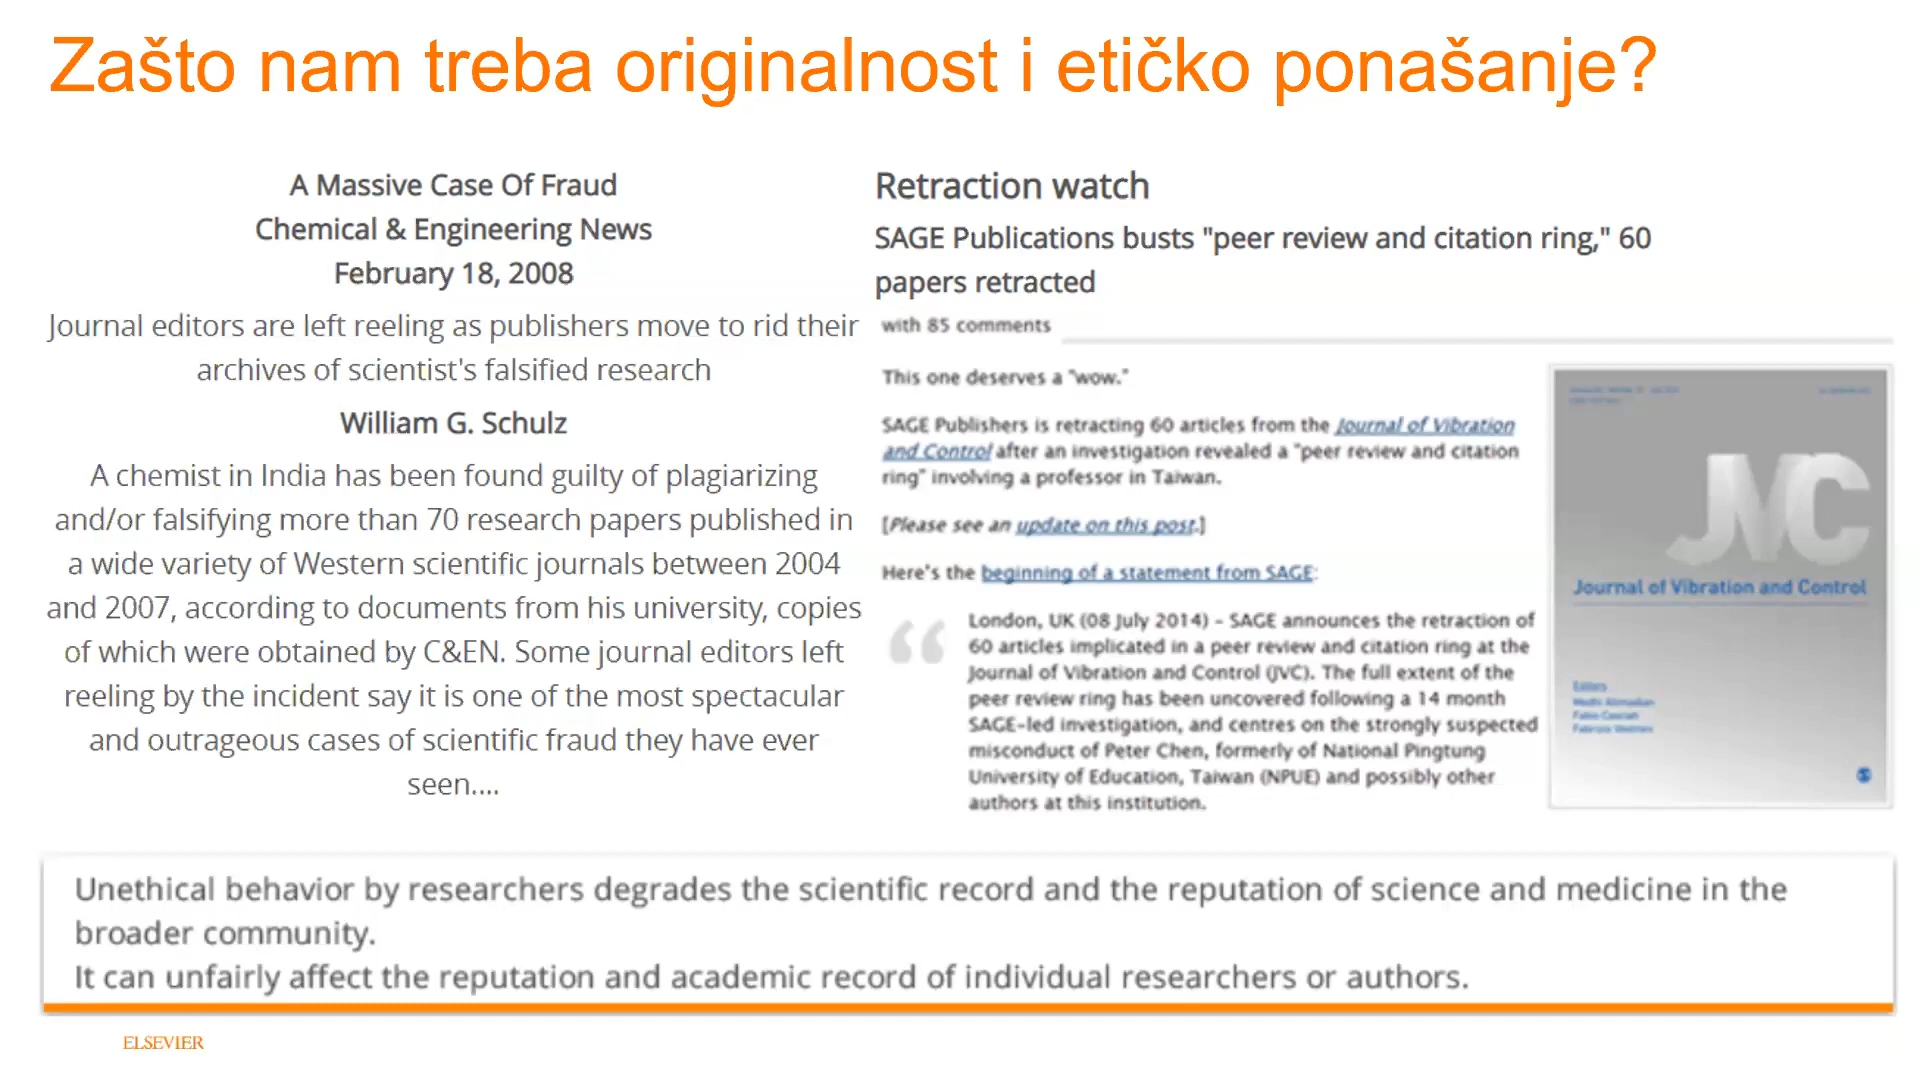 Zašto nam treba originalnost i etičko ponašanje?
A Massive Case Of Fraud
Chemical & Engineering News
February 18, 2008
Journal editors are left reeling as publishers move to rid their
archives of scientist's falsified research
William G. Schulz
A chemist in India has been found guilty of plagiarizing
and/or falsifying more than 70 research papers published in
a wide variety of Western scientific journals between 2004
and 2007, according to documents from his university, copies
of which were obtained by C&EN. Some journal editors left
reeling by the incident say it is one of the most spectacular
and outrageous cases of scientific fraud they have ever
seen....
Retraction watch
SAGE Publications busts "peer review and citation ring," 60
papers retracted
with 85 comments
This one deserves a "wow."
SAGE Publishers is retracting 60 articles from the Journal of Vibration
and Control after an investigation revealed a "peer review and citation
ring" involving a professor in Taiwan.
[Please see an update on this post.]
Here's the beginning of a statement from SAGE:
London, UK (08 July 2014) – SAGE announces the retraction of
60 articles implicated in a peer review and citation ring at the
Journal of Vibration and Control (JVC). The full extent of the
peer review ring has been uncovered following a 14 month
SAGE-led investigation, and centres on the strongly suspected
misconduct of Peter Chen, formerly of National Pingtung
University of Education, Taiwan (NPUE) and possibly other
authors at this institution.
JVC
Journal of Vibration and Control
Editors
Unethical behavior by researchers degrades the scientific record and the reputation of science and medicine in the
broader community.
It can unfairly affect the reputation and academic record of individual researchers or authors.
ELSEVIER